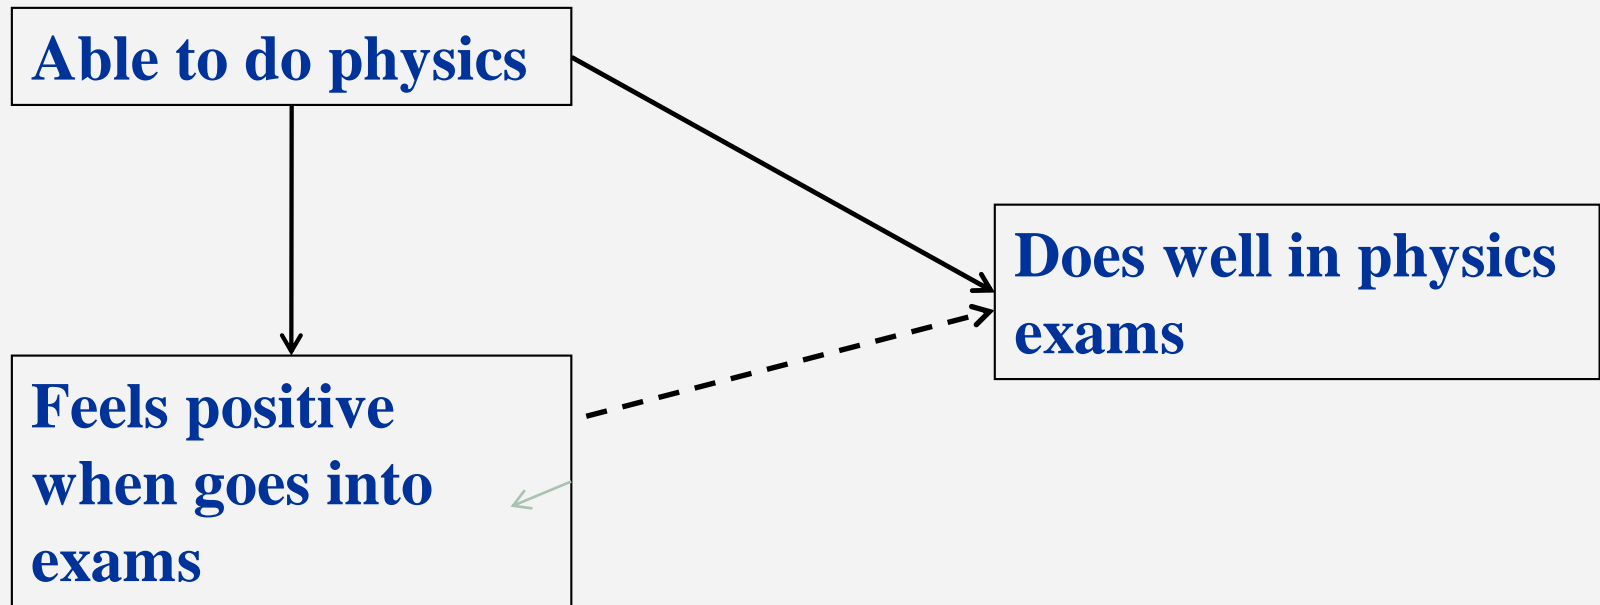 Able to do physics
Does well in physics
exams
Feels positive
when goes into
exams